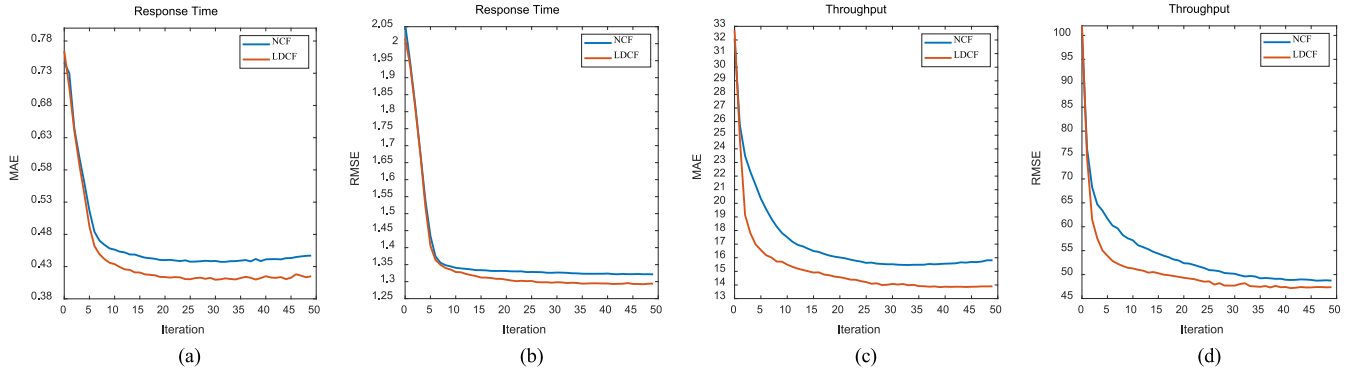 Response Time
0.78
0.73
0.68
0.63
0.58
0.53
0.48
0.43
0.38
MAE
NCF
LDCF
0 5 10 15 20 25 30 35 40 45 50
Iteration
(a)
Response Time
2.05
2
1.95
1.9
1.85
1.8
1.75
1.7
1.65
1.6
1.55
1.5
1.45
1.4
1.35
1.3
1.25
RMSE
NCF
LDCF
0 5 10 15 20 25 30 35 40 45 50
Iteration
(b)
Throughput
33
32
31
30
29
28
27
26
25
24
23
22
21
20
19
18
17
16
15
14
13
MAE
NCF
LDCF
0 5 10 15 20 25 30 35 40 45 50
Iteration
(c)
Throughput
100
95
90
85
80
75
70
65
60
55
50
45
RMSE
NCF
LDCF
0 5 10 15 20 25 30 35 40 45 50
Iteration
(d)